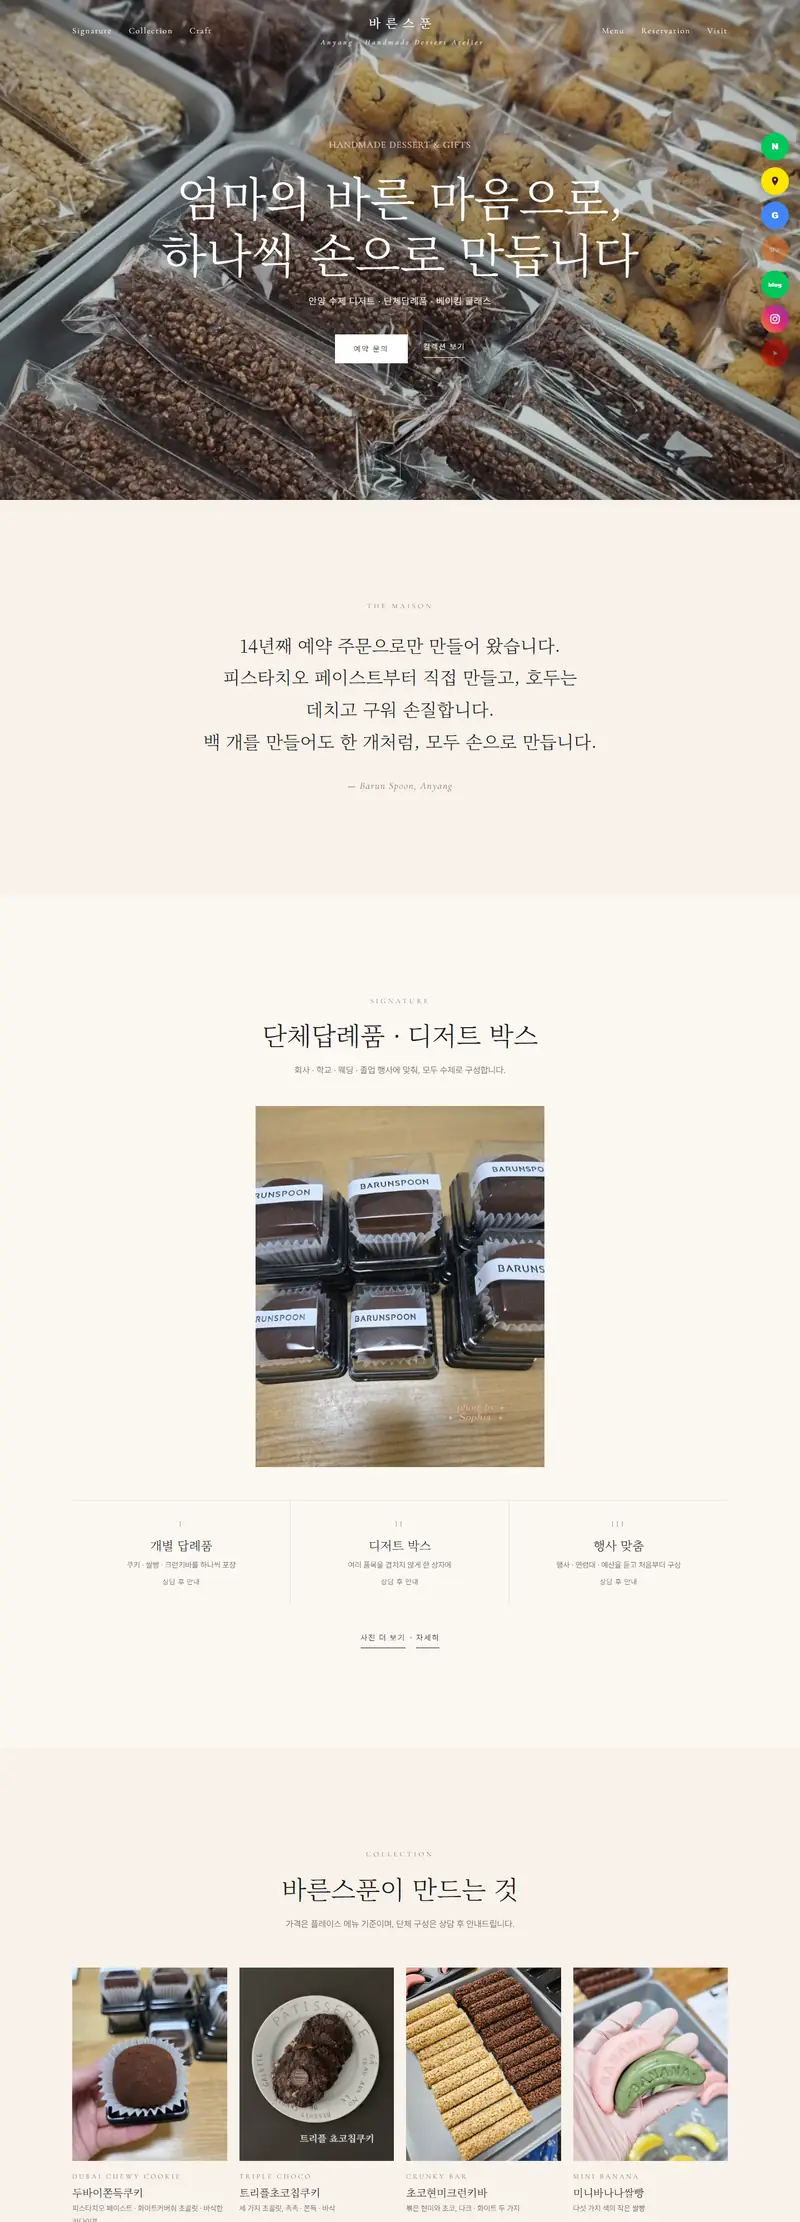 Signature Collection Craft
바른스푼
Anyang · Handmade Dessert Atelier
Menu Reservation Visit
HANDMADE DESSERT & GIFTS
엄마의 바른 마음으로,
하나씩 손으로 만듭니다
안양 수제 디저트 · 단체답례품 · 베이킹 클래스
예약 문의
컬렉션 보기
N
G
blog
THE MAISON
14년째 예약 주문으로만 만들어 왔습니다.
피스타치오 페이스트부터 직접 만들고, 호두는
데치고 구워 손질합니다.
백 개를 만들어도 한 개처럼, 모두 손으로 만듭니다.
— Barun Spoon, Anyang
SIGNATURE
단체답례품 · 디저트 박스
회사 · 학교 · 웨딩 · 졸업 행사에 맞춰, 모두 수제로 구성합니다.
RUNSPOON
BARUNSPOON
BARUNSPO
BARUNS
RUNSPOON
BARUNSPOON
photo by
Sophia
I
개별 답례품
쿠키 · 쌀빵 · 크런키바를 하나씩 포장
상담 후 안내
II
디저트 박스
여러 품목을 겹치지 않게 한 상자에
상담 후 안내
III
행사 맞춤
행사 · 연령대 · 예산을 듣고 처음부터 구성
상담 후 안내
사진 더 보기 · 자세히
COLLECTION
바른스푼이 만드는 것
가격은 플레이스 메뉴 기준이며, 단체 구성은 상담 후 안내드립니다.
PATISSERIE
트리플 쵸코칩쿠키
BANANA
BANANA
DUBAI CHEWY COOKIE
두바이쫀득쿠키
피스타치오 페이스트 · 화이트커버춰 초콜릿 · 바삭한
카다이프
TRIPLE CHOCO
트리플초코칩쿠키
세 가지 초콜릿, 촉촉 · 쫀득 · 바삭
CRUNKY BAR
초코현미크런키바
볶은 현미와 초코, 다크 · 화이트 두 가지
MINI BANANA
미니바나나쌀빵
다섯 가지 색의 작은 쌀빵